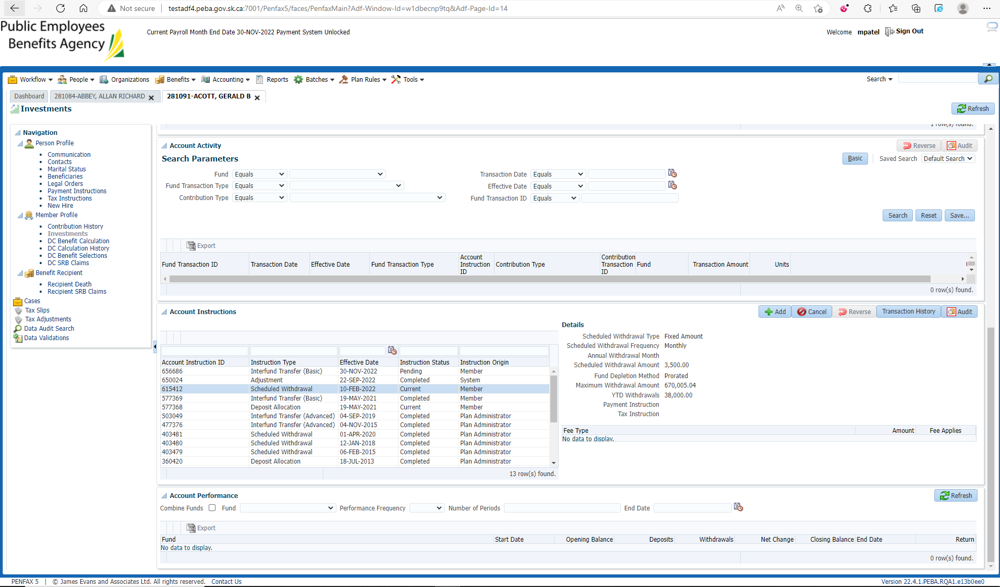 Not secure | testadf4.peba.gov.sk.ca:7001/Penfax5/faces/PenfaxMain?Adf-Window-Id=w1dbecnp9tq&Adf-Page-Id=14
Public Employees
Benefits Agency
Current Payroll Month End Date 30-NOV-2022 Payment System Unlocked
Welcome mpatel Sign Out
Workflow People Organizations Benefits Accounting Reports Batches Plan Rules Tools Search
Dashboard 281084-ABBEY, ALLAN RICHARD 281091-ACOTT, GERALD B
Investments Refresh
Navigation
Person Profile
Communication
Contacts
Marital Status
Beneficiaries
Legal Orders
Payment Instructions
Tax Instructions
New Hire
Member Profile
Contribution History
Investments
DC Benefit Calculation
DC Calculation History
DC Benefit Selections
DC SRB Claims
Benefit Recipient
Recipient Death
Recipient SRB Claims
Cases
Tax Slips
Tax Adjustments
Data Audit Search
Data Validations
1 row(s) found.
Account Activity Reverse Audit
Search Parameters Basic Saved Search Default Search
Fund Equals Transaction Date Equals
Fund Transaction Type Equals Effective Date Equals
Contribution Type Equals Fund Transaction ID Equals
Search Reset Save...
Export
Fund Transaction ID Transaction Date Effective Date Fund Transaction Type Account Instruction ID Contribution Type Contribution Transaction ID Fund Transaction Amount Units
0 row(s) found.
Account Instructions Add Cancel Reverse Transaction History Audit
Account Instruction ID Instruction Type Effective Date Instruction Status Instruction Origin
656686 Interfund Transfer (Basic) 30-NOV-2022 Pending Member
650024 Adjustment 22-SEP-2022 Completed System
615412 Scheduled Withdrawal 10-FEB-2022 Current Member
577369 Interfund Transfer (Basic) 19-MAY-2021 Completed Member
577368 Deposit Allocation 19-MAY-2021 Current Member
503049 Interfund Transfer (Advanced) 04-SEP-2019 Completed Plan Administrator
477376 Interfund Transfer (Advanced) 04-NOV-2015 Completed Plan Administrator
403481 Scheduled Withdrawal 01-APR-2020 Completed Plan Administrator
403480 Scheduled Withdrawal 12-JAN-2018 Completed Plan Administrator
403479 Scheduled Withdrawal 06-FEB-2015 Completed Plan Administrator
360420 Deposit Allocation 18-JUL-2013 Completed Plan Administrator
13 row(s) found.
Details
Scheduled Withdrawal Type Fixed Amount
Scheduled Withdrawal Frequency Monthly
Annual Withdrawal Month
Scheduled Withdrawal Amount 3,500.00
Fund Depletion Method Prorated
Maximum Withdrawal Amount 670,005.04
YTD Withdrawals 38,000.00
Payment Instruction
Tax Instruction
Fee Type Amount Fee Applies
No data to display.
Account Performance Refresh
Combine Funds Fund Performance Frequency Number of Periods End Date
Export
Fund Start Date Opening Balance Deposits Withdrawals Net Change Closing Balance End Date Return
No data to display.
0 row(s) found.
PENFAX 5 | © James Evans and Associates Ltd. All rights reserved. Contact Us Version 22.4.1.PEBA.RQA1.e13b0ee0